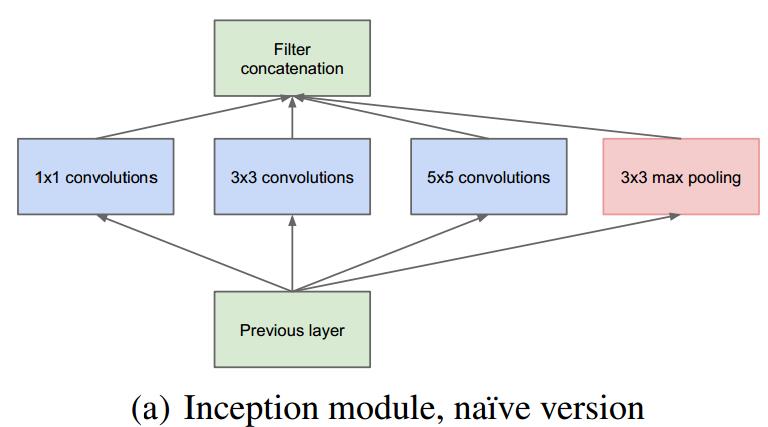 Filter
concatenation
1x1 convolutions
3x3 convolutions
5x5 convolutions
3x3 max pooling
Previous layer
(a) Inception module, naïve version